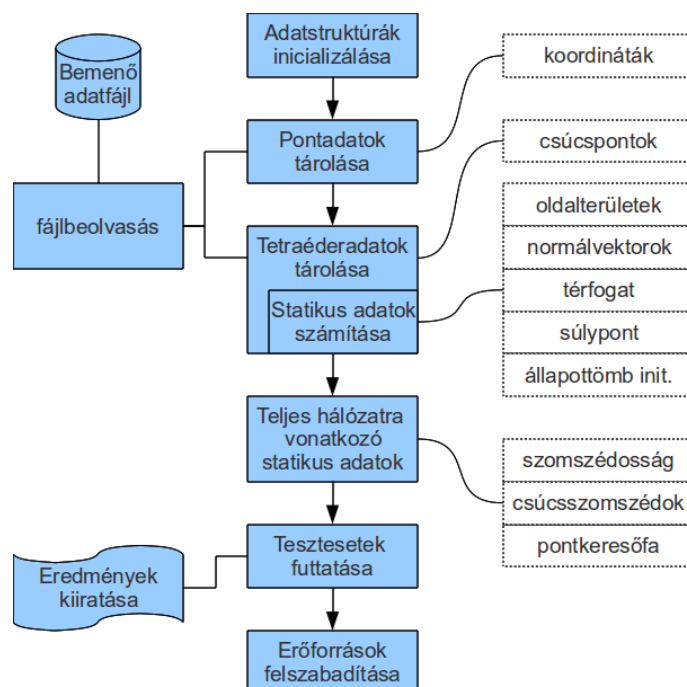 Adatstruktúrák
inicializálása
Bemenő
adatfájl
koordináták
Pontadatok
tárolása
csúcspontok
fájlbeolvasás
Tetraéderadatok
tárolása
Statikus adatok
számítása
oldalterületek
normálvektorok
térfogat
súlypont
állapottömb init.
Teljes hálózatra
vonatkozó
statikus adatok
szomszédosság
csúcsszomszédok
pontkeresőfa
Tesztesetek
futtatása
Eredmények
kiiratása
Erőforrások
felszabadítása